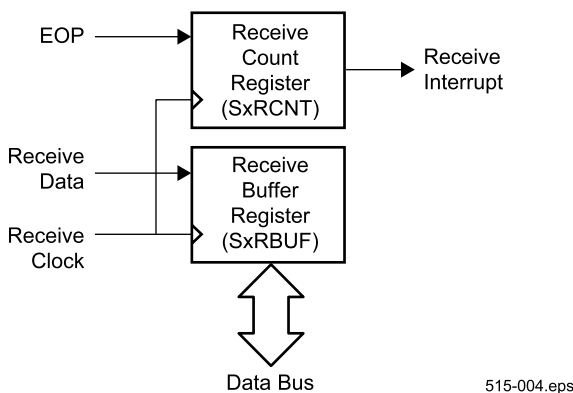 EOP
Receive
Count
Register
(SxRCNT)
Receive
Interrupt
Receive
Data
Receive
Buffer
Register
(SxRBUF)
Receive
Clock
Data Bus
515-004.eps